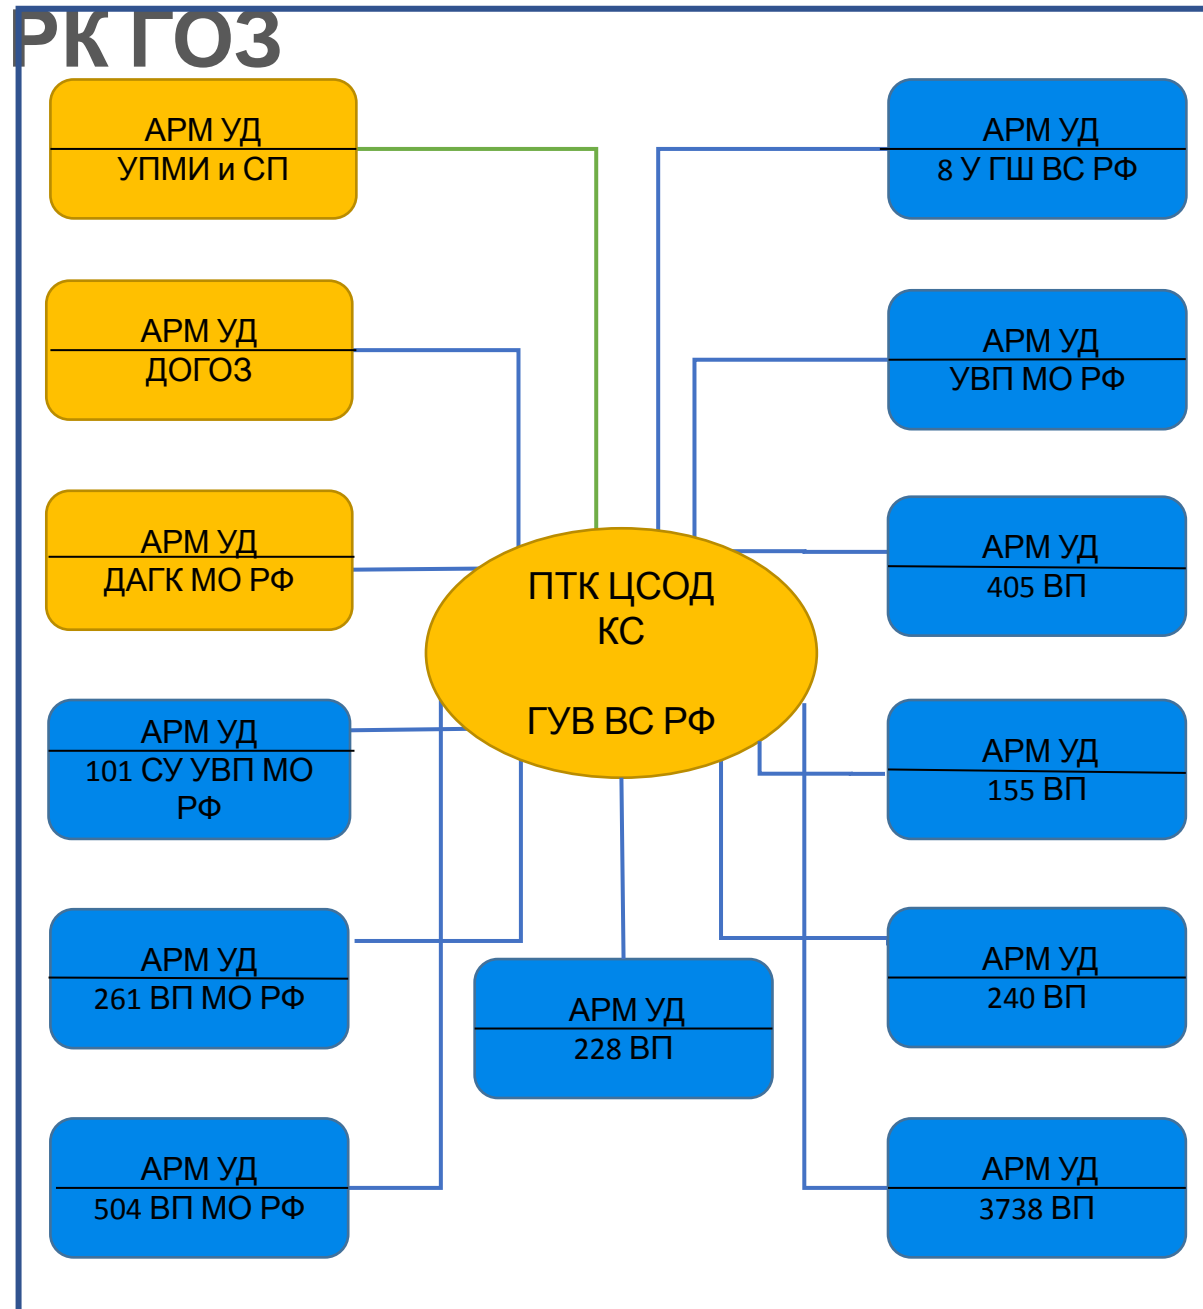 РК ГОЗ
АРМ УД
УПМИ и СП
АРМ УД
ДОГОЗ
АРМ УД
ДАГК МО РФ
АРМ УД
101 СУ УВП МО
РФ
АРМ УД
261 ВП МО РФ
АРМ УД
504 ВП МО РФ
ПТК ЦСОД
КС
ГУВ ВС РФ
АРМ УД
228 ВП
АРМ УД
8 У ГШ ВС РФ
АРМ УД
УВП МО РФ
АРМ УД
405 ВП
АРМ УД
155 ВП
АРМ УД
240 ВП
АРМ УД
3738 ВП